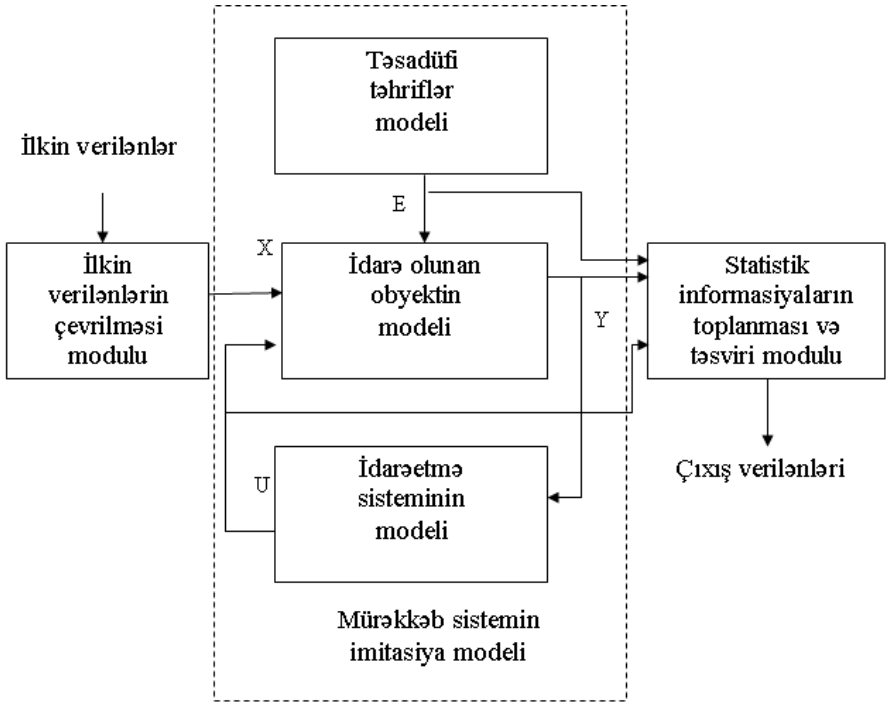 Təsadüfi
təhriflər
modeli
İlkin verilənlər
E
X
İlkin
verilənlərin
çevrilməsi
modulu
İdarə olunan
obyektin
modeli
Y
Statistik
informasiyaların
toplanması və
təsviri modulu
U
İdarəetmə
sisteminin
modeli
Çıxış verilənləri
Mürəkkəb sistemin
imitasiya modeli